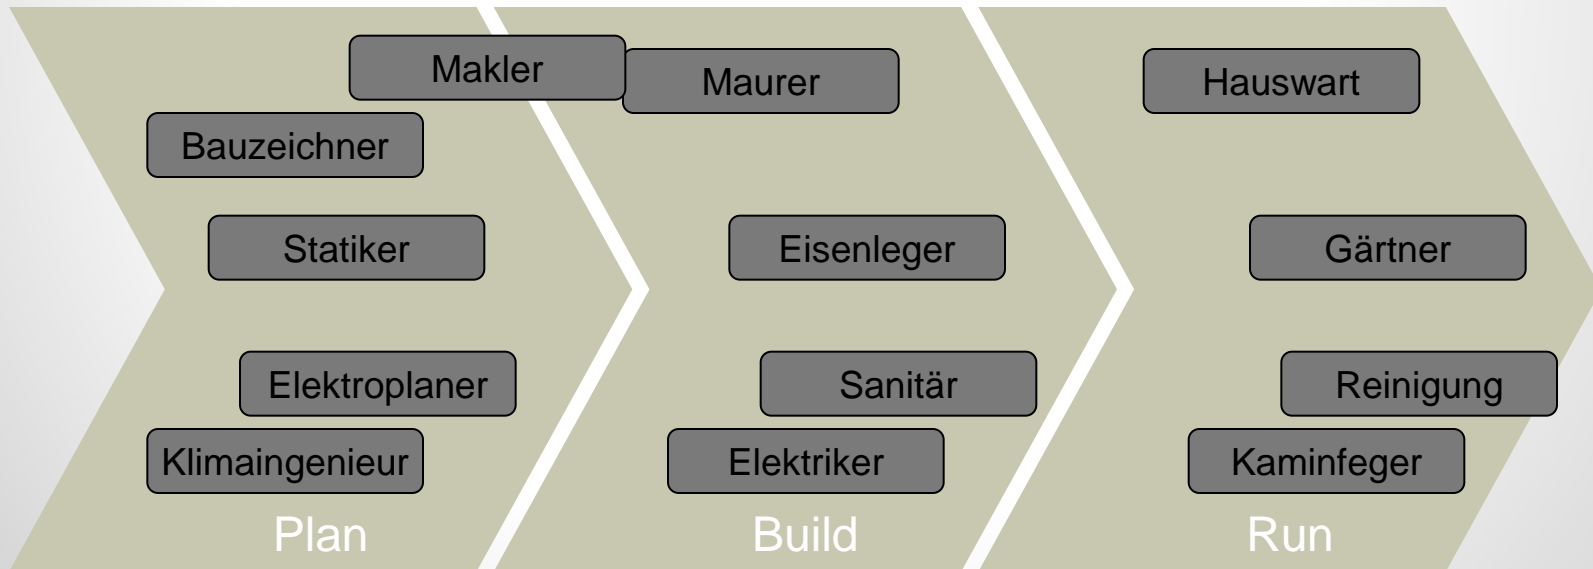 Makler
Maurer
Hauswart
Bauzeichner
Statiker
Eisenleger
Gärtner
Elektroplaner
Sanitär
Reinigung
Klimaingenieur
Elektriker
Kaminfeger
Plan
Build
Run